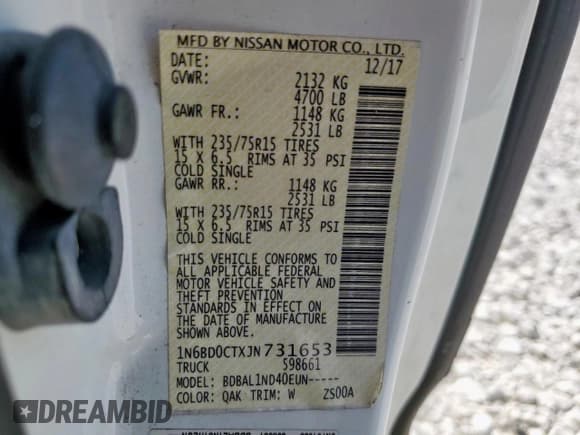 MFD BY NISSAN MOTOR CO., LTD.
DATE: 12/17
GVWR: 2132 KG
4700 LB
GAWR FR.: 1148 KG
2531 LB
WITH 235/75R15 TIRES
15 X 6.5 RIMS AT 35 PSI
COLD SINGLE
GAWR RR.: 1148 KG
2531 LB
WITH 235/75R15 TIRES
15 X 6.5 RIMS AT 35 PSI
COLD SINGLE
THIS VEHICLE CONFORMS TO
ALL APPLICABLE FEDERAL
MOTOR VEHICLE SAFETY AND
THEFT PREVENTION
STANDARDS IN EFFECT ON
THE DATE OF MANUFACTURE
SHOWN ABOVE.
1N6BD0CTXJN731653
TRUCK 598661
MODEL: BDBAL1ND40EUN-----
COLOR: QAK TRIM: W ZS00A
AUTOBIDMASTER